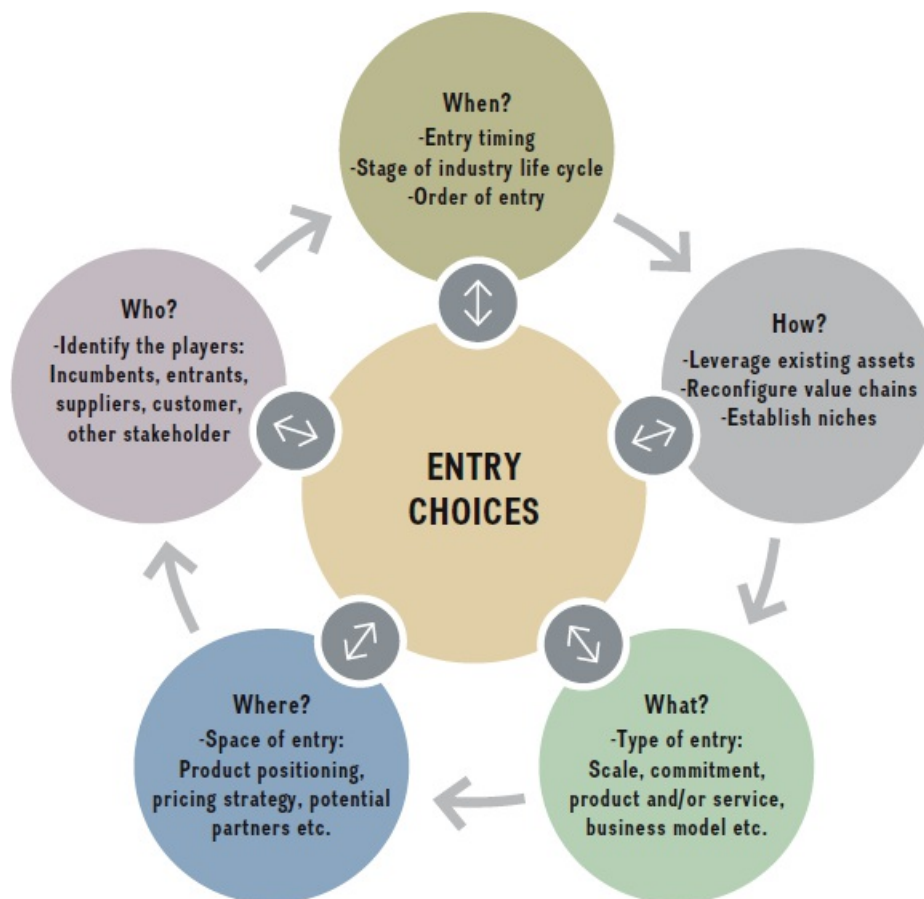 When?
-Entry timing
-Stage of industry life cycle
-Order of entry
How?
-Leverage existing assets
-Reconfigure value chains
-Establish niches
What?
-Type of entry:
Scale, commitment,
product and/or service,
business model etc.
Where?
-Space of entry:
Product positioning,
pricing strategy, potential
partners etc.
Who?
-Identify the players:
Incumbents, entrants,
suppliers, customer,
other stakeholder
ENTRY
CHOICES